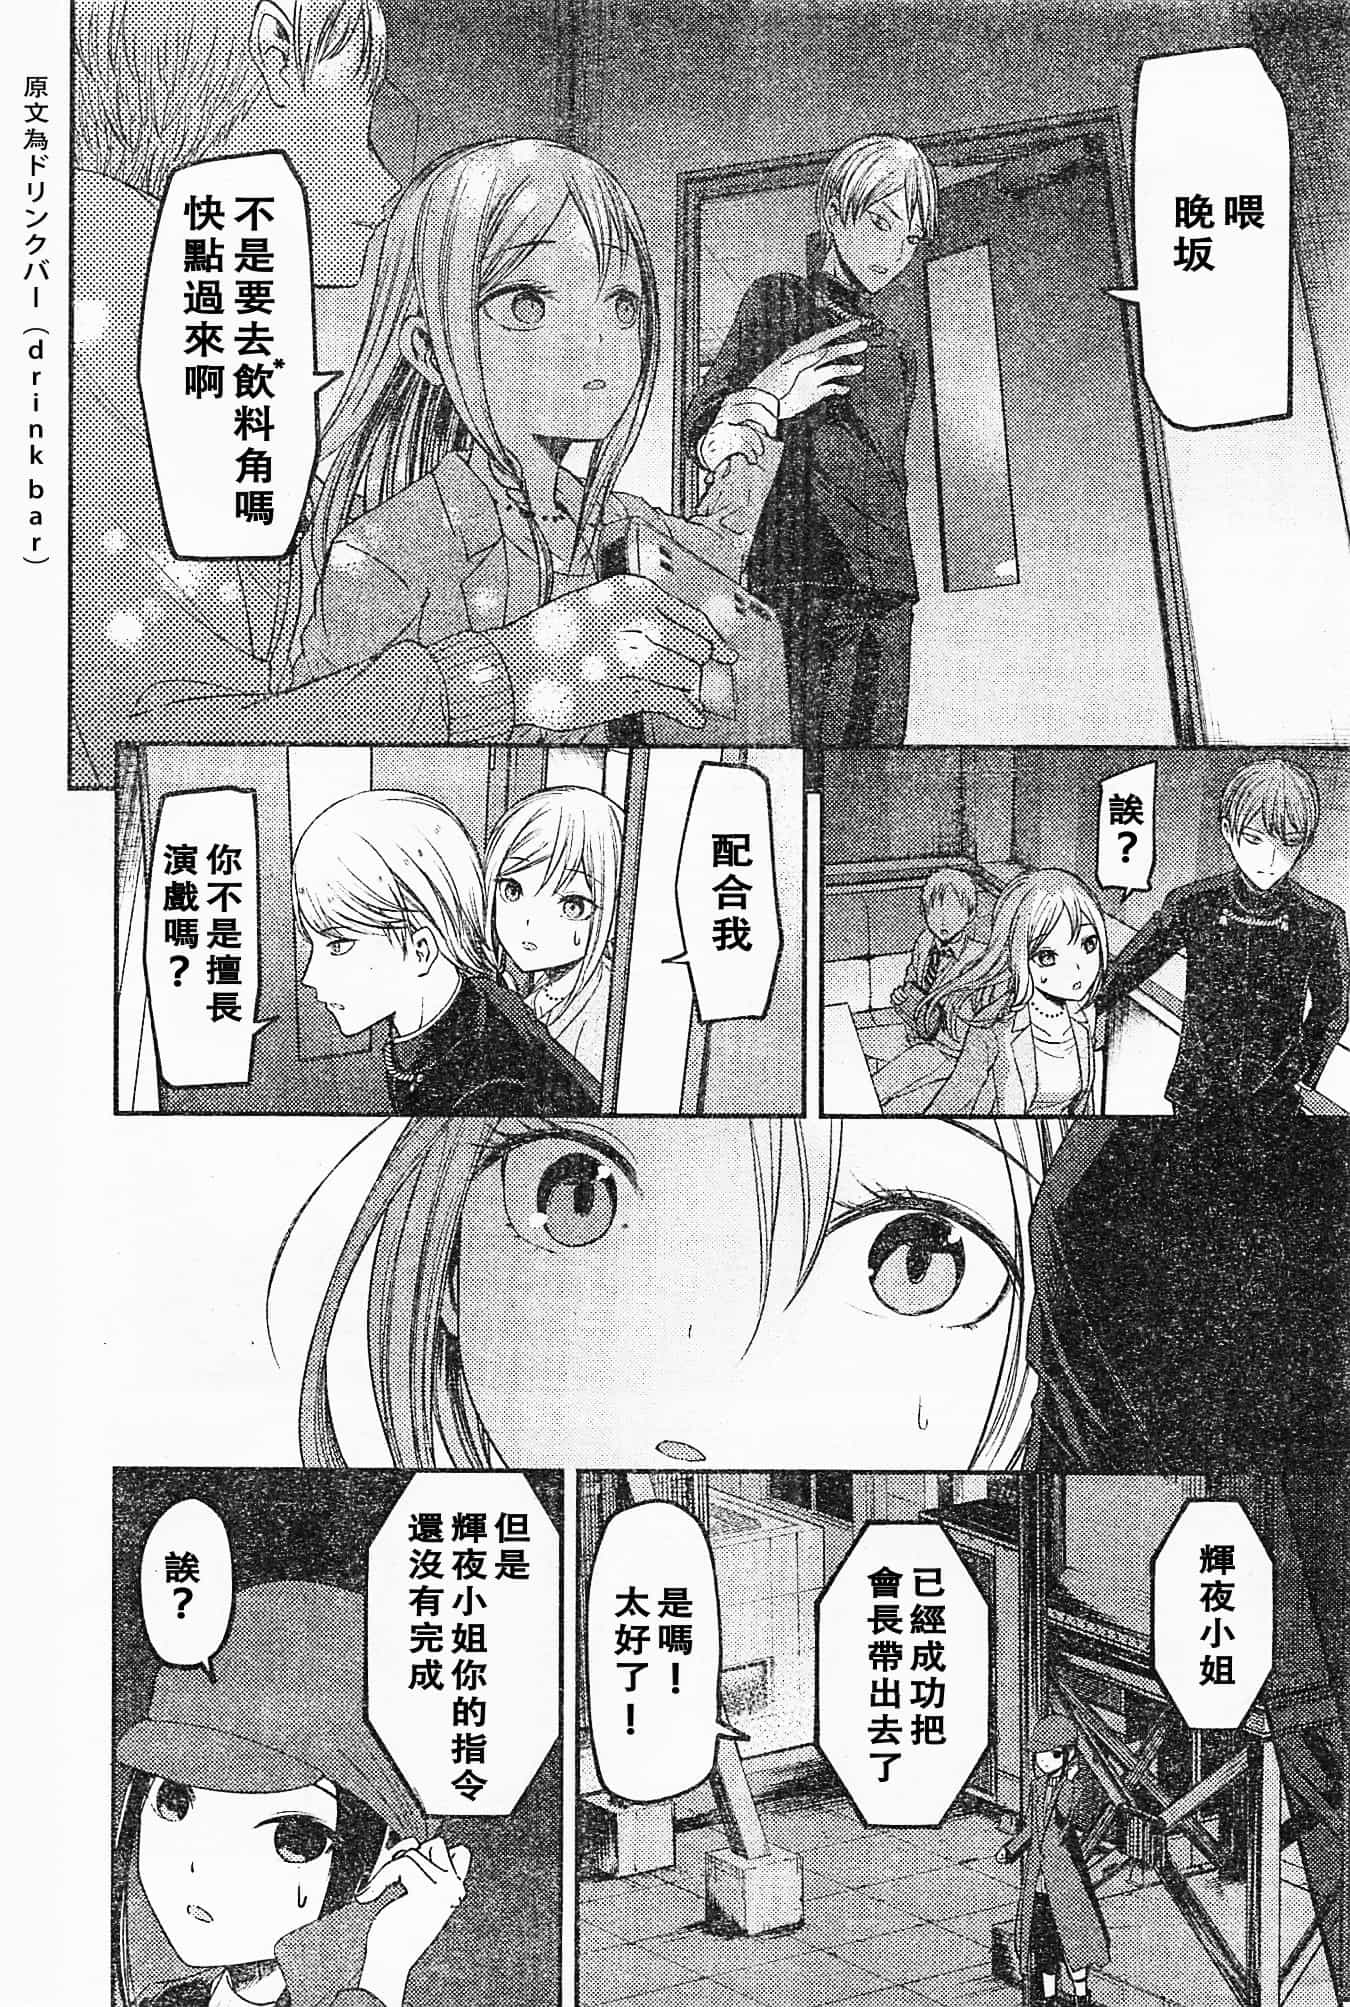 喂
晚坂
不是要去飲料角嗎*
快點過來啊
原文為ドリンクバー（drink bar）
誒？
配合我
你不是擅長
演戲嗎？
輝夜小姐
已經成功把
會長帶出去了
是嗎！
太好了！
但是
輝夜小姐你的指令
還沒有完成
誒？